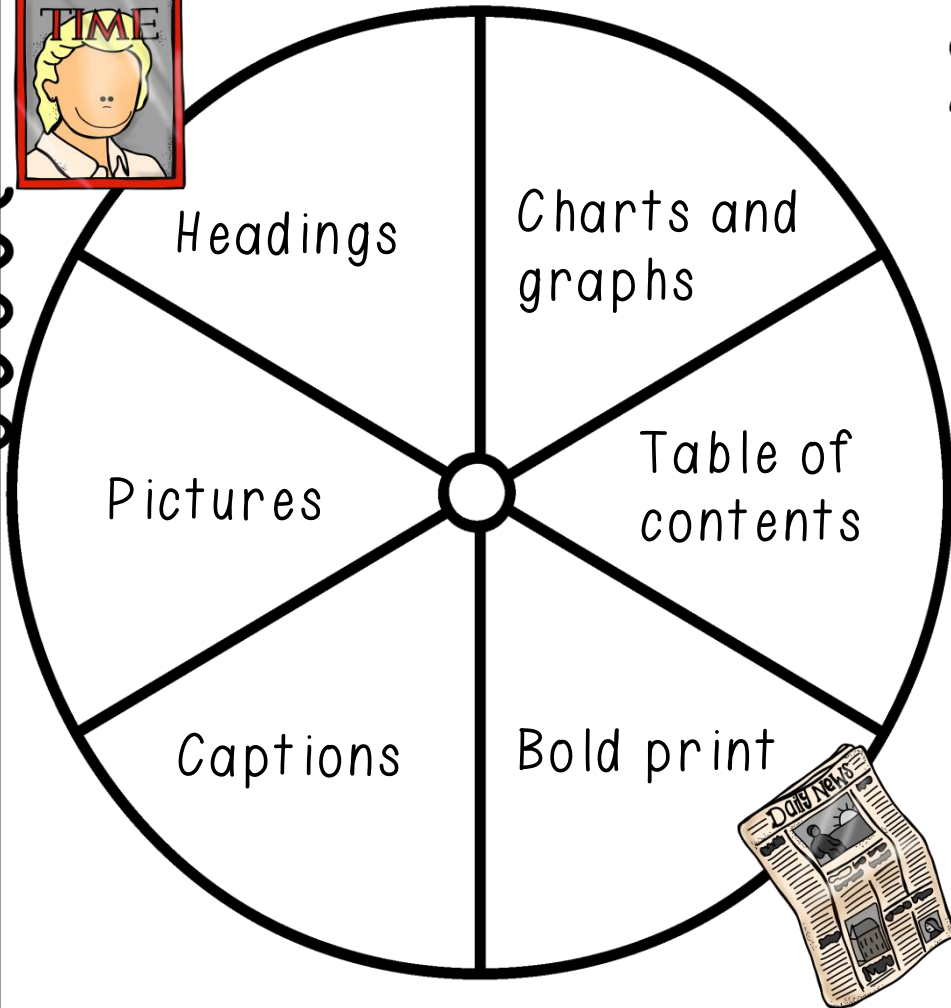 TIME
Headings
Charts and
graphs
Pictures
Table of
contents
Captions
Bold print
Daily News